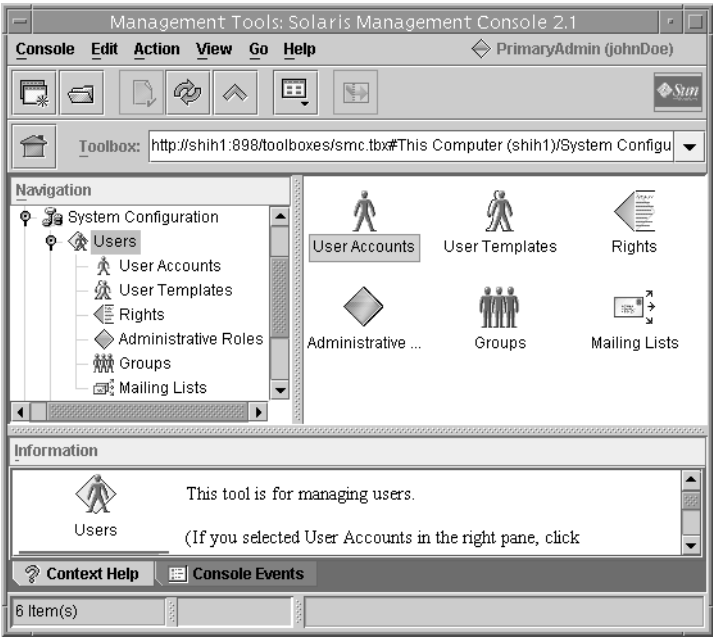 Management Tools: Solaris Management Console 2.1
Console Edit Action View Go Help PrimaryAdmin (johnDoe)
Sun
Toolbox: http://shih1:898/toolboxes/smc.tbx#This Computer (shih1)/System Configu
Navigation
System Configuration
Users
User Accounts
User Templates
Rights
Administrative Roles
Groups
Mailing Lists
User Accounts User Templates Rights
Administrative ... Groups Mailing Lists
Information
Users
This tool is for managing users.
(If you selected User Accounts in the right pane, click
Context Help Console Events
6 Item(s)